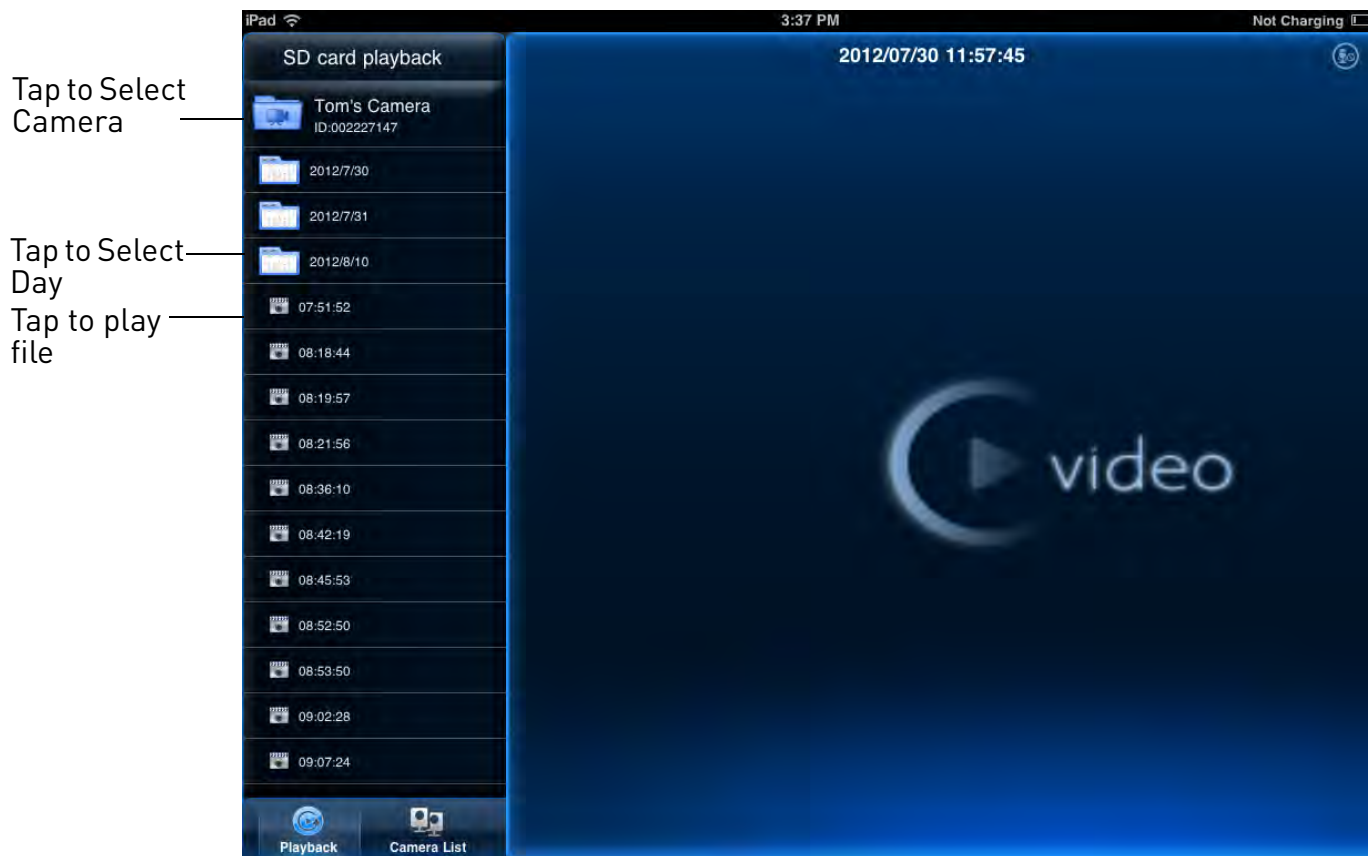 iPad 3:37 PM Not Charging
SD card playback
2012/07/30 11:57:45
Tap to Select
Camera
Tom's Camera
ID:002227147
2012/7/30
2012/7/31
Tap to Select
Day
2012/8/10
Tap to play
file
07:51:52
08:18:44
08:19:57
08:21:56
08:36:10
08:42:19
08:45:53
08:52:50
08:53:50
09:02:28
09:07:24
video
Playback
Camera List